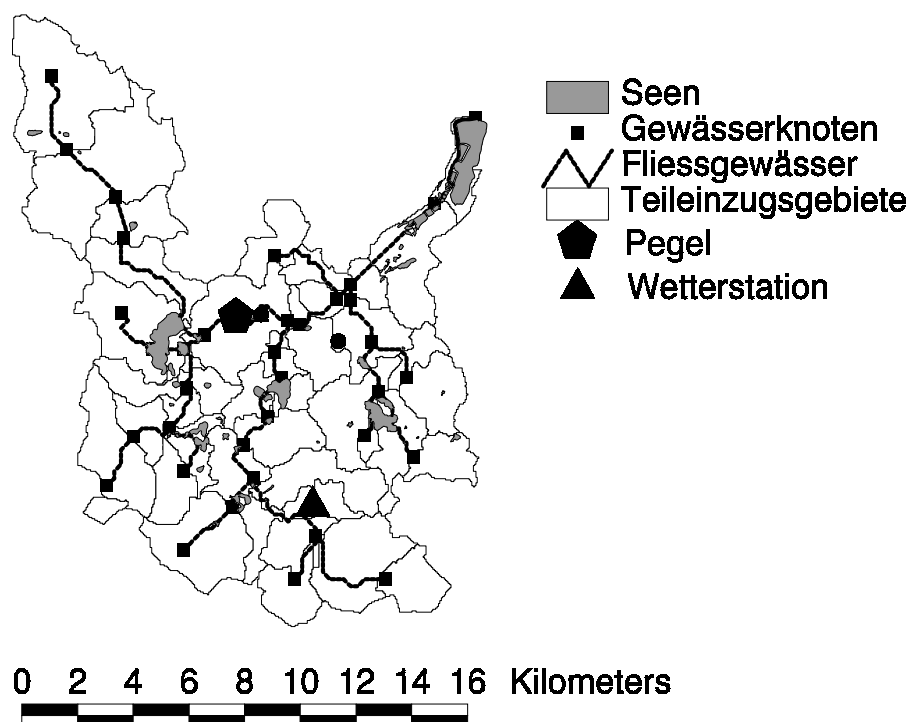 Seen
Gewässerknoten
Fliessgewässer
Teileinzugsgebiete
Pegel
Wetterstation
0 2 4 6 8 10 12 14 16 Kilometers